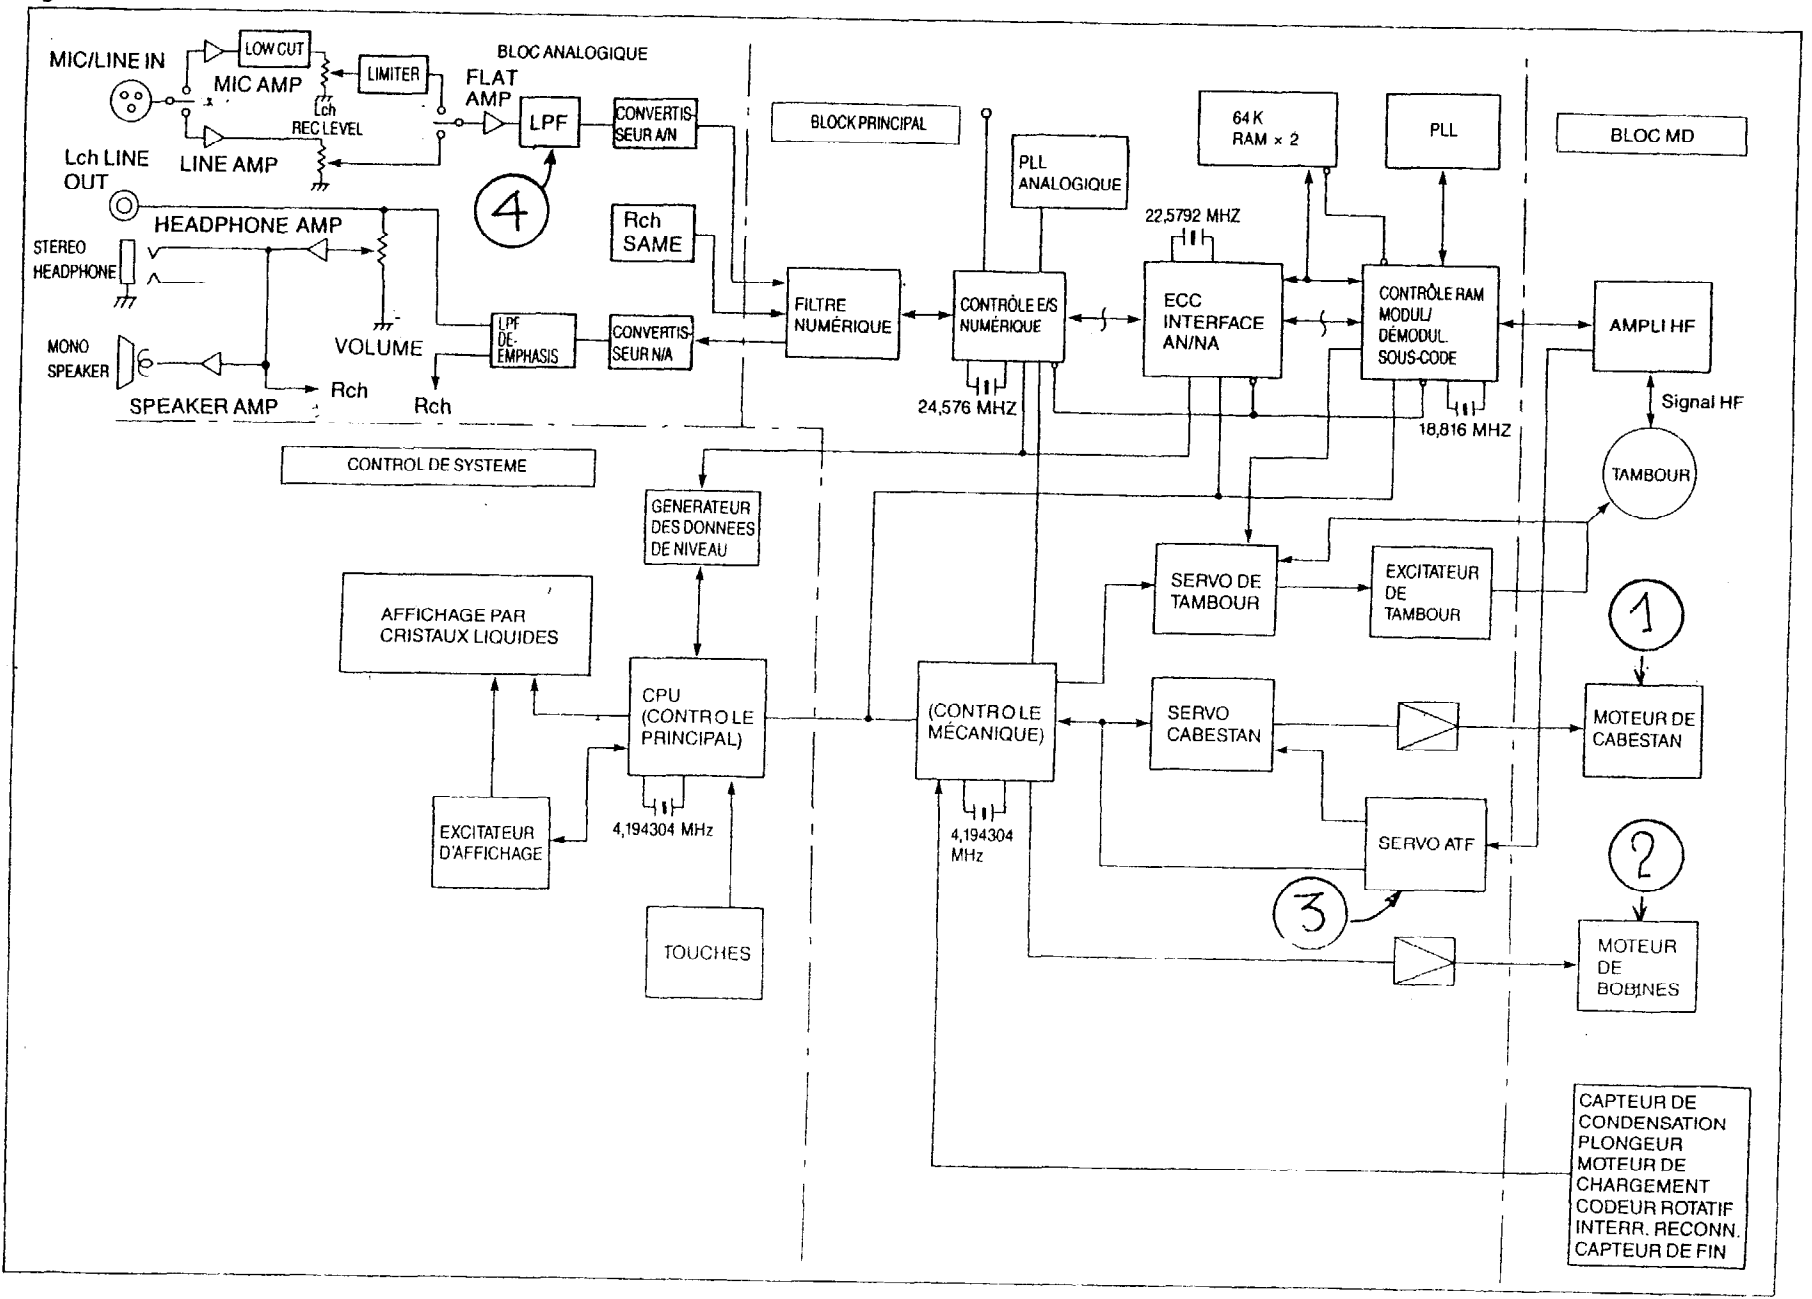 MIC/LINE IN
LOW CUT
MIC AMP
LIMITER
Lch
REC LEVEL
LINE AMP
BLOC ANALOGIQUE
FLAT
AMP
LPF
CONVERTIS-
SEUR A/N
4
Lch LINE
OUT
HEADPHONE AMP
STEREO
HEADPHONE
VOLUME
MONO
SPEAKER
SPEAKER AMP
Rch
Rch
LPF
DE-
EMPHASIS
CONVERTIS-
SEUR N/A
Rch
SAME
BLOCK PRINCIPAL
FILTRE
NUMÉRIQUE
PLL
ANALOGIQUE
CONTRÔLE E/S
NUMÉRIQUE
24,576 MHZ
22,5792 MHZ
ECC
INTERFACE
AN/NA
64 K
RAM × 2
PLL
CONTRÔLE RAM
MODUL/
DÉMODUL.
SOUS-CODE
18,816 MHZ
BLOC MD
AMPLI HF
Signal HF
TAMBOUR
CONTROL DE SYSTEME
GENERATEUR
DES DONNEES
DE NIVEAU
AFFICHAGE PAR
CRISTAUX LIQUIDES
CPU
(CONTROLE
PRINCIPAL)
4,194304 MHz
EXCITATEUR
D'AFFICHAGE
TOUCHES
(CONTROLE
MÉCANIQUE)
4,194304
MHz
SERVO DE
TAMBOUR
EXCITATEUR
DE
TAMBOUR
SERVO
CABESTAN
SERVO ATF
3
1
MOTEUR DE
CABESTAN
2
MOTEUR
DE
BOBINES
CAPTEUR DE
CONDENSATION
PLONGEUR
MOTEUR DE
CHARGEMENT
CODEUR ROTATIF
INTERR. RECONN.
CAPTEUR DE FIN